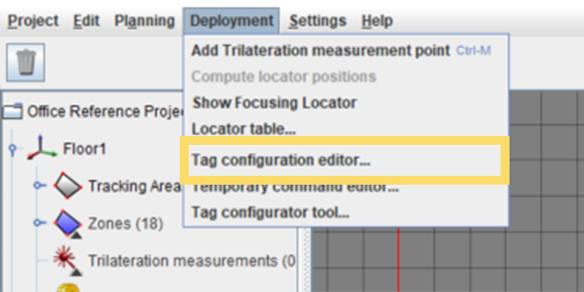 Project Edit Planning Deployment Settings Help
Add Trilateration measurement point Ctrl-M
Compute locator positions
Show Focusing Locator
Locator table...
Tag configuration editor...
Temporary command editor...
Tag configurator tool...
Office Reference Proje
Floor1
Tracking Area
Zones (18)
Trilateration measurements (0